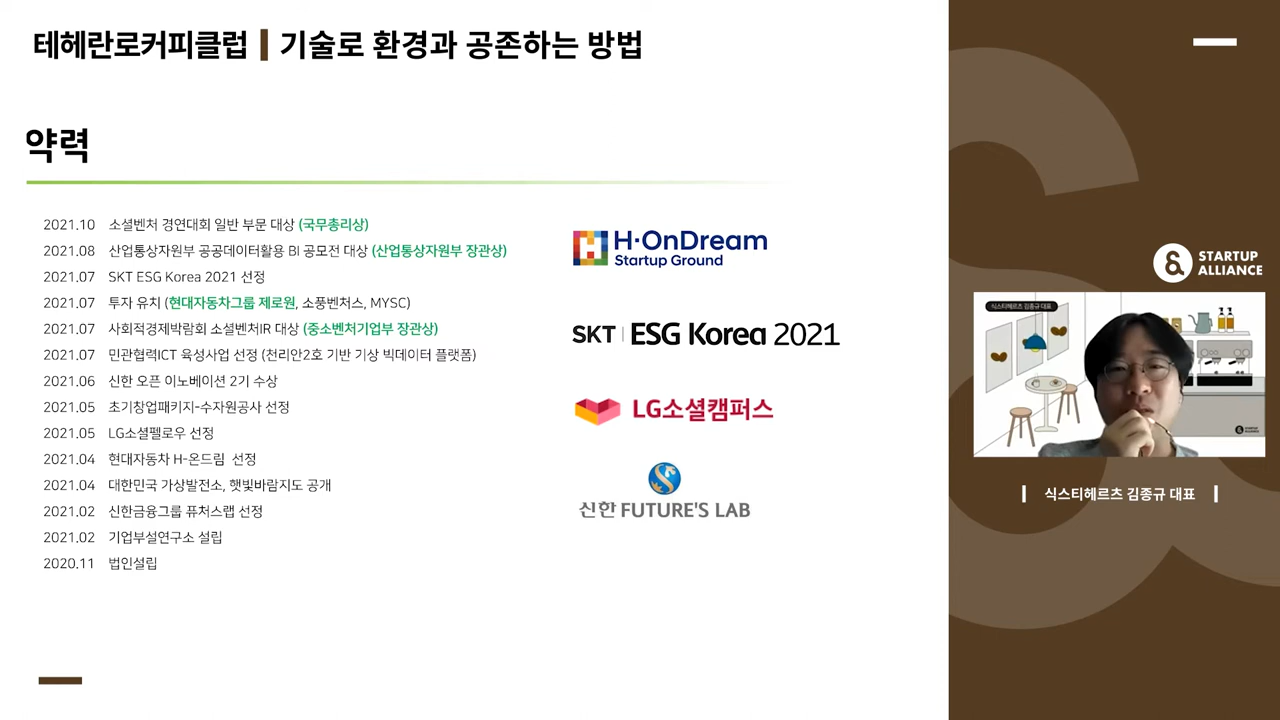 테헤란로커피클럽 | 기술로 환경과 공존하는 방법
약력
2021.10 소셜벤처 경연대회 일반 부문 대상 (국무총리상)
2021.08 산업통상자원부 공공데이터활용 BI 공모전 대상 (산업통상자원부 장관상)
2021.07 SKT ESG Korea 2021 선정
2021.07 투자 유치 (현대자동차그룹 제로원, 소풍벤처스, MYSC)
2021.07 사회적경제박람회 소셜벤처IR 대상 (중소벤처기업부 장관상)
2021.07 민관협력ICT 육성사업 선정 (천리안2호 기반 기상 빅데이터 플랫폼)
2021.06 신한 오픈 이노베이션 2기 수상
2021.05 초기창업패키지-수자원공사 선정
2021.05 LG소셜펠로우 선정
2021.04 현대자동차 H-온드림 선정
2021.04 대한민국 가상발전소, 햇빛바람지도 공개
2021.02 신한금융그룹 퓨처스랩 선정
2021.02 기업부설연구소 설립
2020.11 법인설립
H·OnDream
Startup Ground
SKT | ESG Korea 2021
LG소셜캠퍼스
신한 FUTURE'S LAB
STARTUP
ALLIANCE
식스티헤르츠 김종규 대표
STARTUP
ALLIANCE
식스티헤르츠 김종규 대표